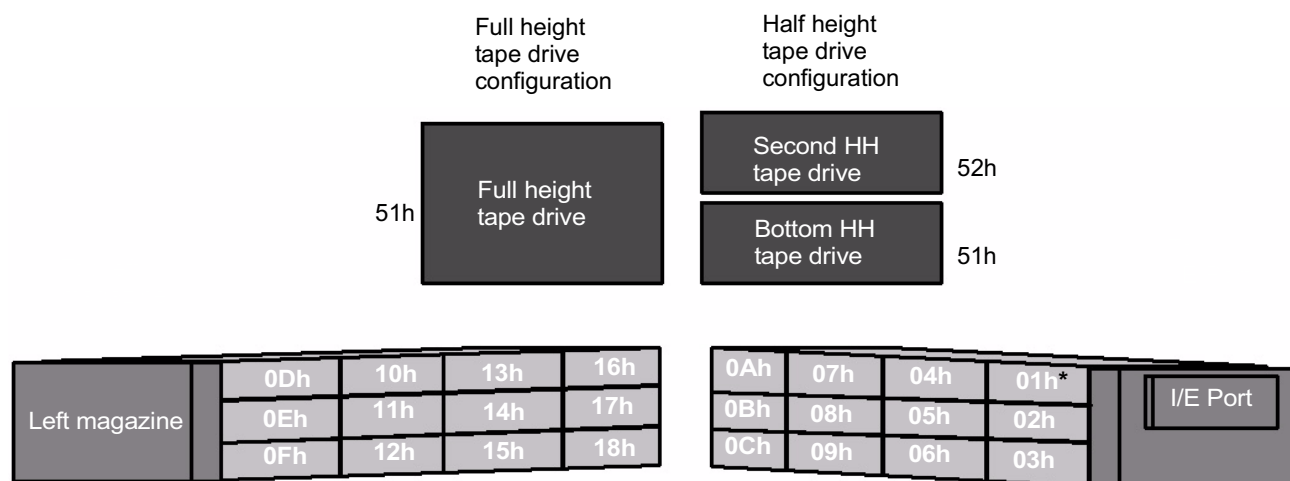 Full height
tape drive
configuration
Half height
tape drive
configuration
51h
Full height
tape drive
Second HH
tape drive
52h
Bottom HH
tape drive
51h
Left magazine
0Dh 10h 13h 16h
0Eh 11h 14h 17h
0Fh 12h 15h 18h
0Ah 07h 04h 01h*
0Bh 08h 05h 02h
0Ch 09h 06h 03h
I/E Port